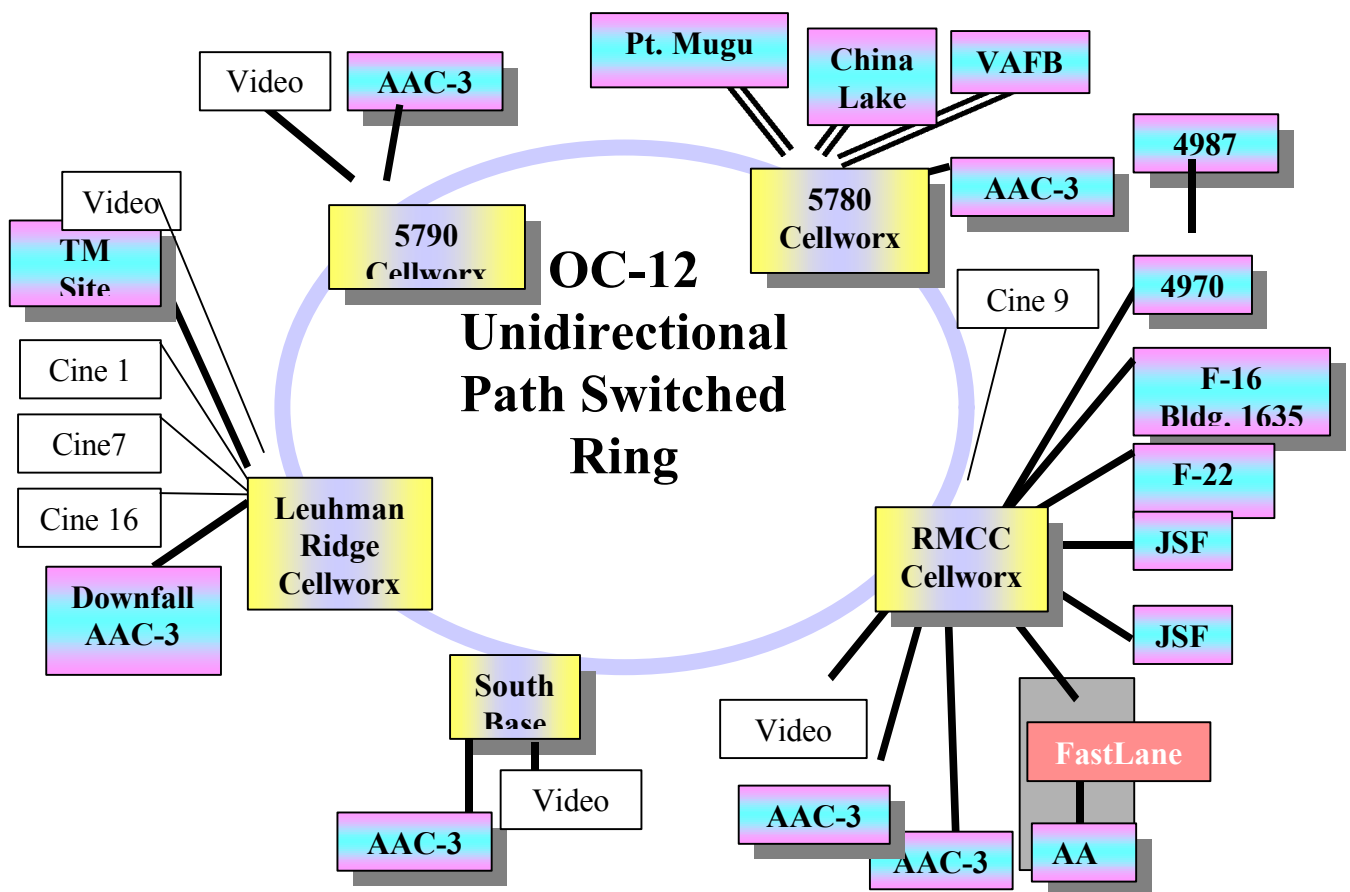 Pt. Mugu
China
Lake
VAFB
Video
AAC-3
4987
AAC-3
Video
TM
Site
5790
Cellworx
5780
Cellworx
OC-12
Unidirectional
Path Switched
Ring
4970
Cine 9
Cine 1
F-16
Bldg. 1635
Cine7
F-22
Cine 16
Leuhman
Ridge
Cellworx
RMCC
Cellworx
JSF
Downfall
AAC-3
JSF
South
Base
Video
FastLane
Video
AAC-3
AAC-3
AAC-3
AA